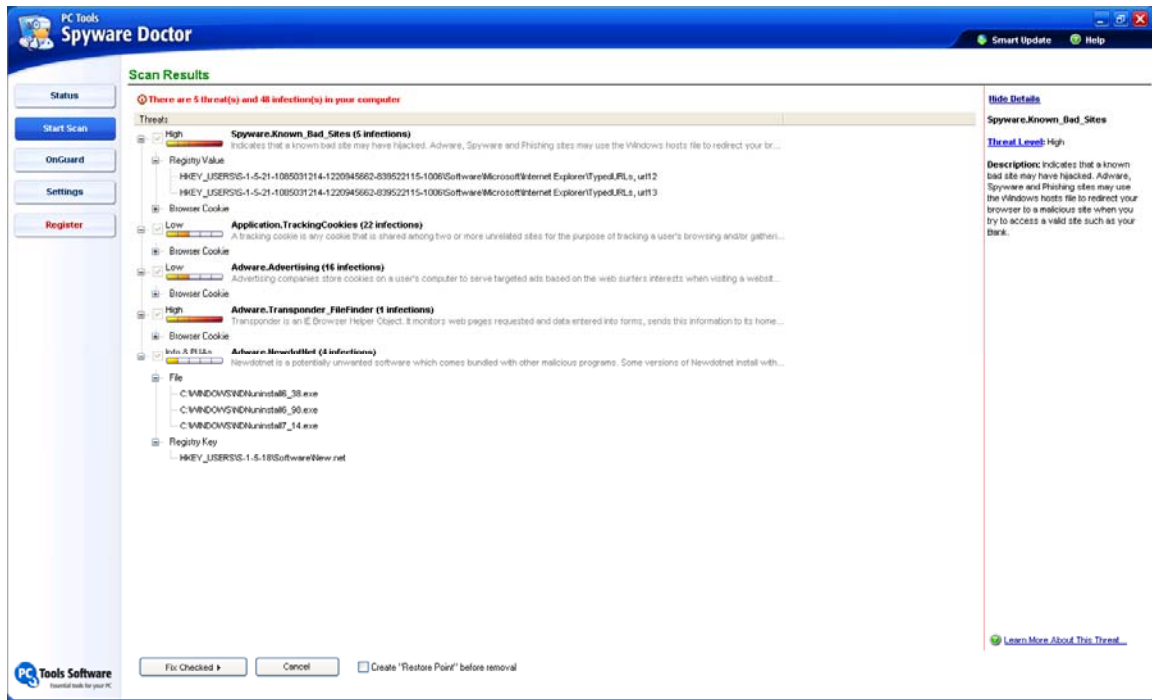 PC Tools
Spyware Doctor
Smart Update
Help
Status
Start Scan
OnGuard
Settings
Register
Scan Results
There are 5 threat(s) and 48 infection(s) in your computer
Threats
High
Spyware.Known_Bad_Sites (5 infections)
Indicates that a known bad site may have hijacked. Adware, Spyware and Phishing sites may use the Windows hosts file to redirect your br...
Registry Value
HKEY_USERS\S-1-5-21-1085031214-1220945662-839522115-1006\Software\Microsoft\Internet Explorer\TypedURLs, url12
HKEY_USERS\S-1-5-21-1085031214-1220945662-839522115-1006\Software\Microsoft\Internet Explorer\TypedURLs, url13
Browser Cookie
Low
Application.TrackingCookies (22 infections)
A tracking cookie is any cookie that is shared among two or more unrelated sites for the purpose of tracking a user's browsing and/or gatheri...
Browser Cookie
Low
Adware.Advertising (16 infections)
Advertising companies store cookies on a user's computer to serve targeted ads based on the web surfers interests when visiting a websit...
Browser Cookie
High
Adware.Transponder_FileFinder (1 infections)
Transponder is an IE Browser Helper Object. It monitors web pages requested and data entered into forms, sends this information to its home...
Browser Cookie
Info & PUAs
Adware.NewdotNet (4 infections)
Newdotnet is a potentially unwanted software which comes bundled with other malicious programs. Some versions of Newdotnet install with...
File
C:\WINDOWS\NDNuninstall6_38.exe
C:\WINDOWS\NDNuninstall6_98.exe
C:\WINDOWS\NDNuninstall7_14.exe
Registry Key
HKEY_USERS\S-1-5-18\Software\New.net
Hide Details
Spyware.Known_Bad_Sites
Threat Level: High
Description: Indicates that a known
bad site may have hijacked. Adware,
Spyware and Phishing sites may use
the Windows hosts file to redirect your
browser to a malicious site when you
try to access a valid site such as your
Bank.
Learn More About This Threat...
Fix Checked
Cancel
Create "Restore Point" before removal
PC Tools Software
Essential tools for your PC